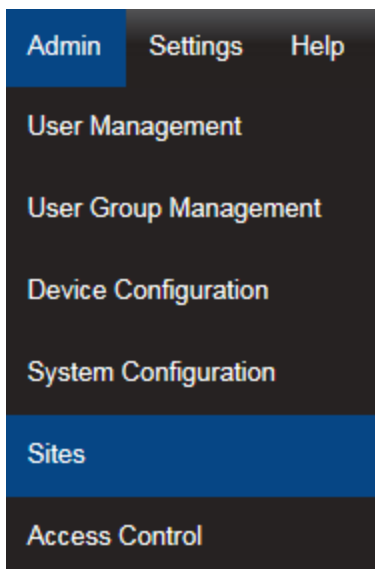 Admin Settings Help
User Management
User Group Management
Device Configuration
System Configuration
Sites
Access Control